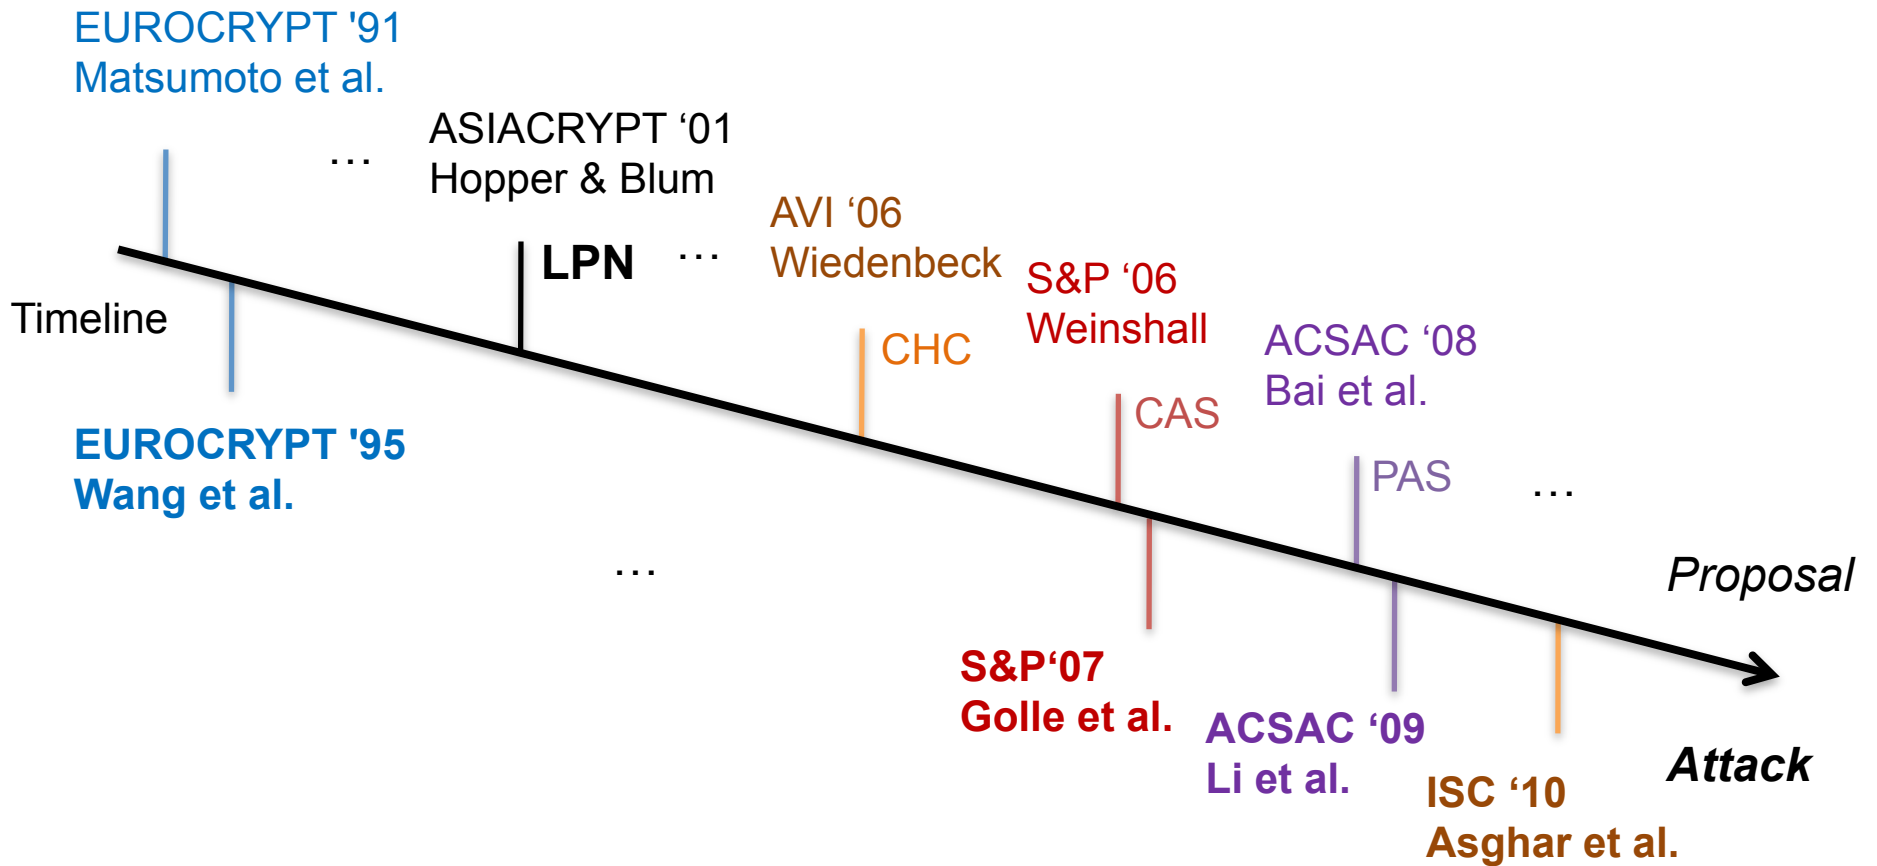 EUROCRYPT '91
Matsumoto et al.
…
ASIACRYPT ‘01
Hopper & Blum
LPN
…
AVI ‘06
Wiedenbeck
CHC
S&P ‘06
Weinshall
CAS
ACSAC ‘08
Bai et al.
PAS
…
Proposal
Timeline
EUROCRYPT '95
Wang et al.
…
S&P‘07
Golle et al.
ACSAC ‘09
Li et al.
ISC ‘10
Asghar et al.
Attack